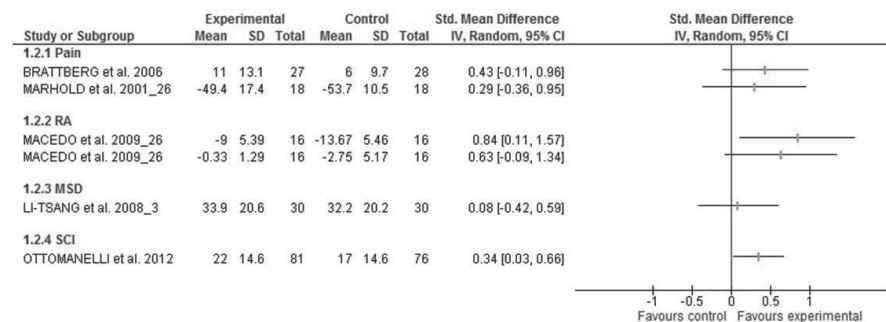 Experimental Control Std. Mean Difference Std. Mean Difference
Study or Subgroup Mean SD Total Mean SD Total IV, Random, 95% CI IV, Random, 95% CI
1.2.1 Pain
BRATTBERG et al. 2006 11 13.1 27 6 9.7 28 0.43 [-0.11, 0.96]
MARHOLD et al. 2001_26 -49.4 17.4 18 -53.7 10.5 18 0.29 [-0.36, 0.95]
1.2.2 RA
MACEDO et al. 2009_26 -9 5.39 16 -13.67 5.46 16 0.84 [0.11, 1.57]
MACEDO et al. 2009_26 -0.33 1.29 16 -2.75 5.17 16 0.63 [-0.09, 1.34]
1.2.3 MSD
LI-TSANG et al. 2008_3 33.9 20.6 30 32.2 20.2 30 0.08 [-0.42, 0.59]
1.2.4 SCI
OTTOMANELLI et al. 2012 22 14.6 81 17 14.6 76 0.34 [0.03, 0.66]
-1 -0.5 0 0.5 1
Favours control Favours experimental